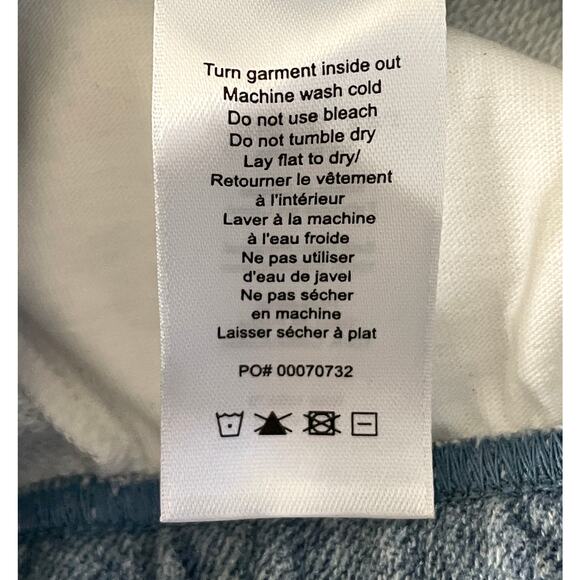 Turn garment inside out
Machine wash cold
Do not use bleach
Do not tumble dry
Lay flat to dry/
Retourner le vêtement
à l'intérieur
Laver à la machine
à l'eau froide
Ne pas utiliser
d'eau de javel
Ne pas sécher
en machine
Laisser sécher à plat
PO# 00070732